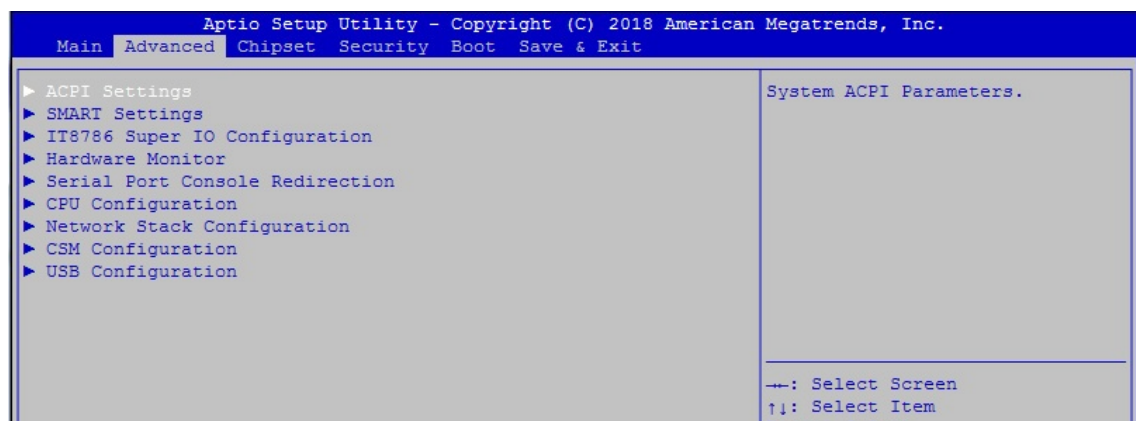 Aptio Setup Utility - Copyright (C) 2018 American Megatrends, Inc.
Main Advanced Chipset Security Boot Save & Exit
▶ ACPI Settings
▶ SMART Settings
▶ IT8786 Super IO Configuration
▶ Hardware Monitor
▶ Serial Port Console Redirection
▶ CPU Configuration
▶ Network Stack Configuration
▶ CSM Configuration
▶ USB Configuration
System ACPI Parameters.
→←: Select Screen
↑↓: Select Item